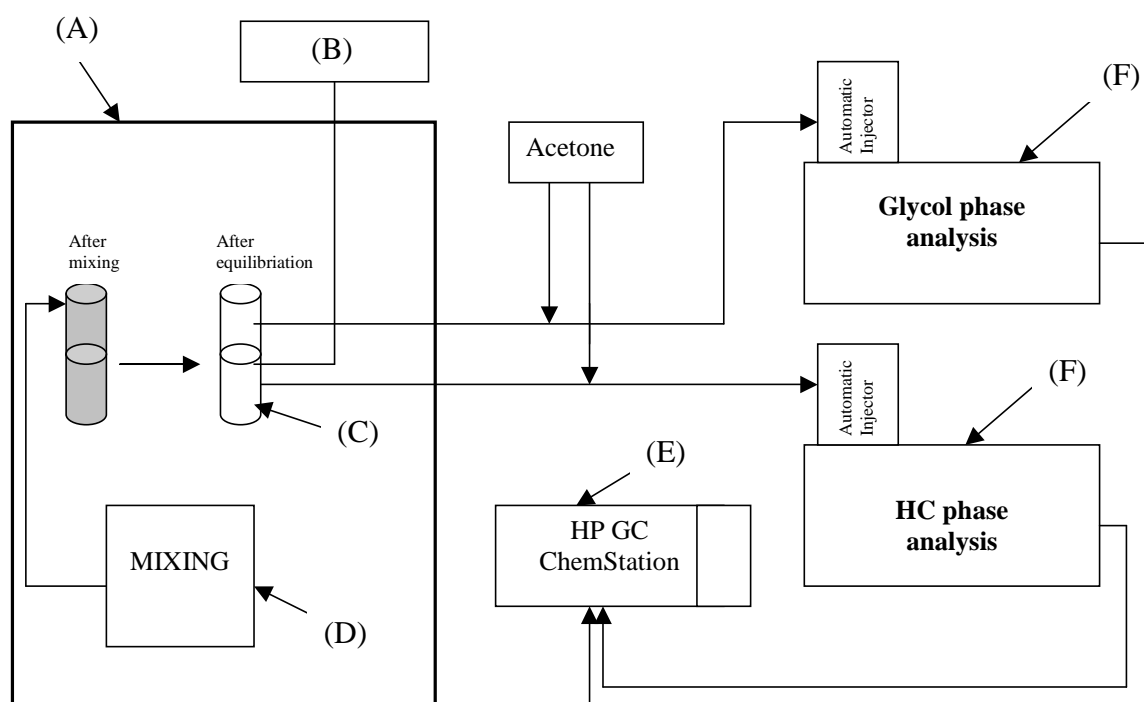 (A)
(B)
(F)
Automatic
Injector
Acetone
Glycol phase
analysis
After
mixing
After
equilibriation
(F)
Automatic
Injector
(C)
(E)
HP GC
ChemStation
HC phase
analysis
MIXING
(D)